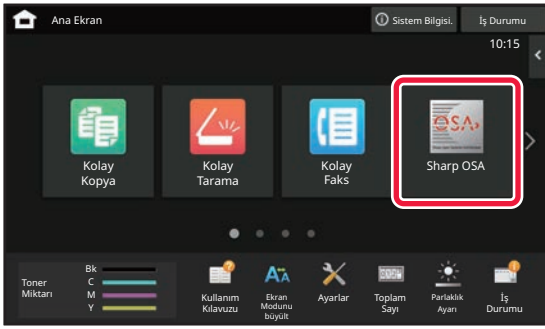 Ana Ekran
Sistem Bilgisi.
İş Durumu
10:15
Kolay
Kopya
Kolay
Tarama
Kolay
Faks
OSA
Sharp OSA
Toner
Miktarı
Bk
C
M
Y
Kullanım
Kılavuzu
Ekran
Modunu
büyült
Ayarlar
Toplam
Sayı
Parlaklık
Ayarı
İş
Durumu